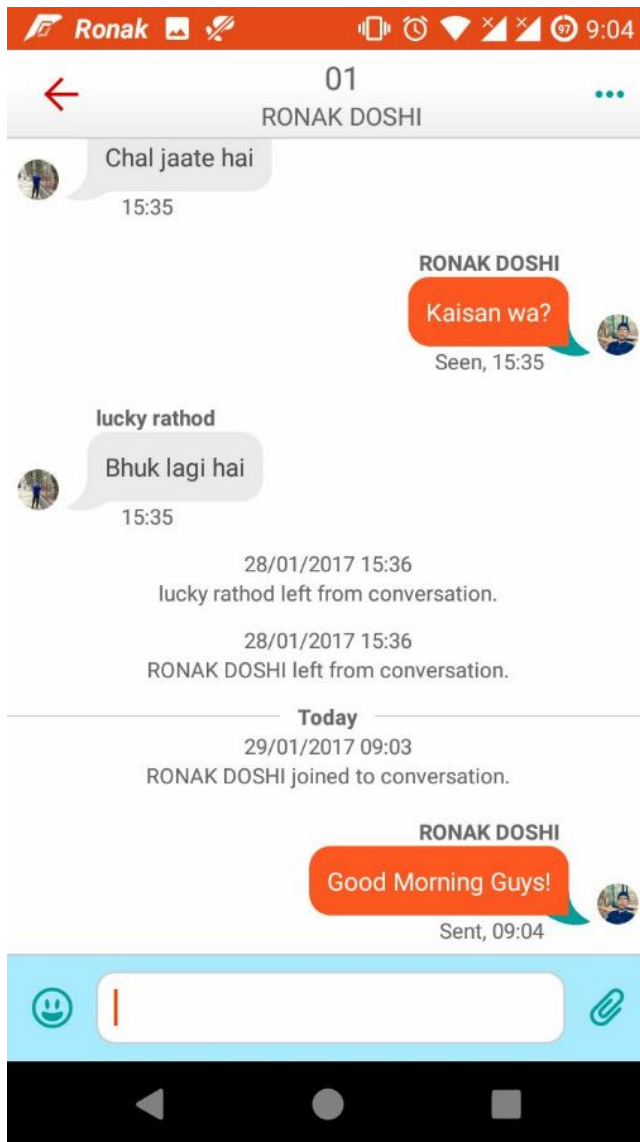 Ronak 97 9:04
01
RONAK DOSHI
Chal jaate hai
15:35
RONAK DOSHI
Kaisan wa?
Seen, 15:35
lucky rathod
Bhuk lagi hai
15:35
28/01/2017 15:36
lucky rathod left from conversation.
28/01/2017 15:36
RONAK DOSHI left from conversation.
Today
29/01/2017 09:03
RONAK DOSHI joined to conversation.
RONAK DOSHI
Good Morning Guys!
Sent, 09:04